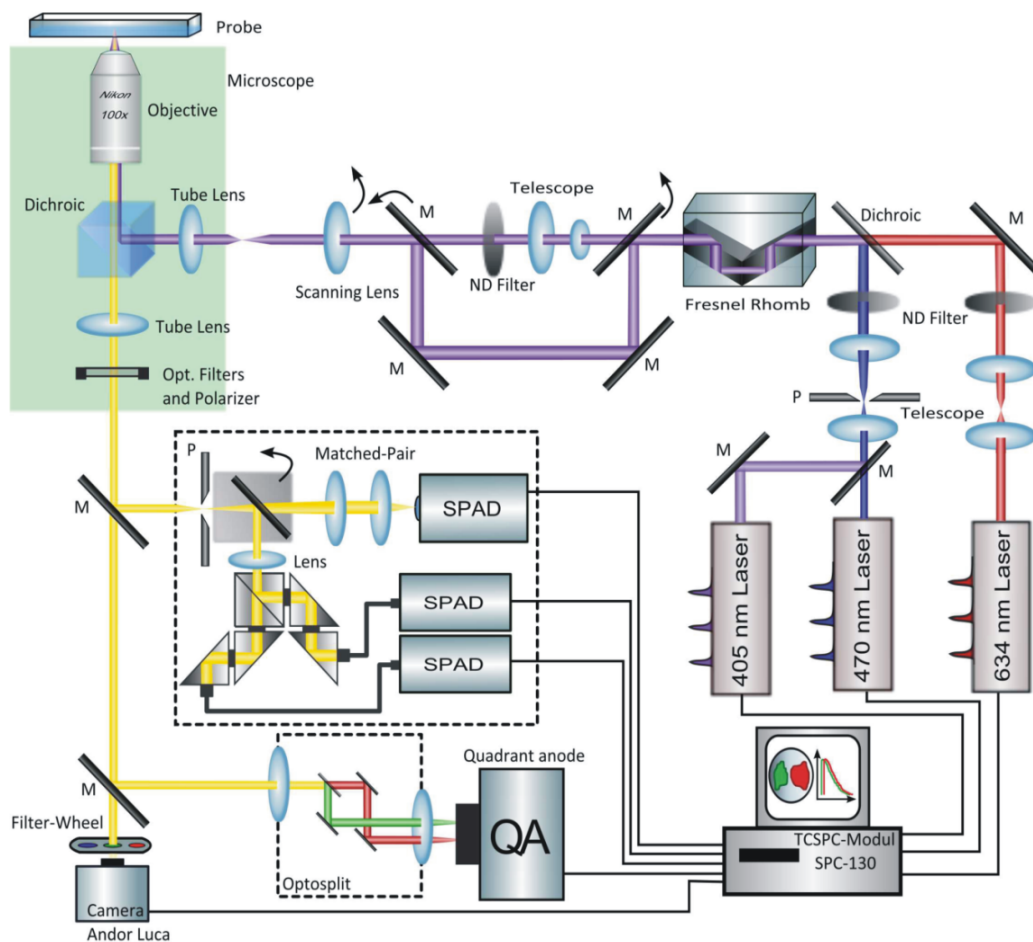 Probe
Microscope
Nikon
100x
Objective
Tube Lens
Dichroic
Telescope
M
M
Dichroic
M
Scanning Lens
ND Filter
Fresnel Rhomb
ND Filter
Tube Lens
M
M
Opt. Filters
and Polarizer
P
Telescope
P
Matched-Pair
M
M
M
SPAD
Lens
SPAD
SPAD
405 nm Laser
470 nm Laser
634 nm Laser
M
Quadrant anode
Filter-Wheel
QA
TCSPC-Modul
SPC-130
Optosplit
Camera
Andor Luca